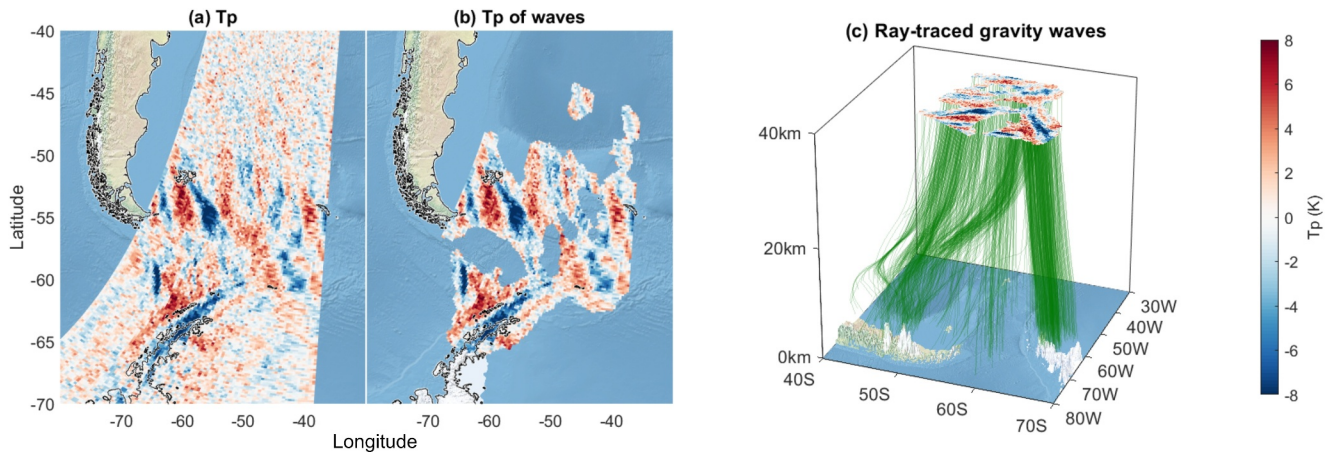 (a) Tp
(b) Tp of waves
(c) Ray-traced gravity waves
-40
-45
-50
-55
-60
-65
-70
Latitude
-70 -60 -50 -40
-70 -60 -50 -40
Longitude
40km
20km
0km
40S
50S
60S
70S
80W
70W
60W
50W
40W
30W
8
6
4
2
0
-2
-4
-6
-8
Tp (K)